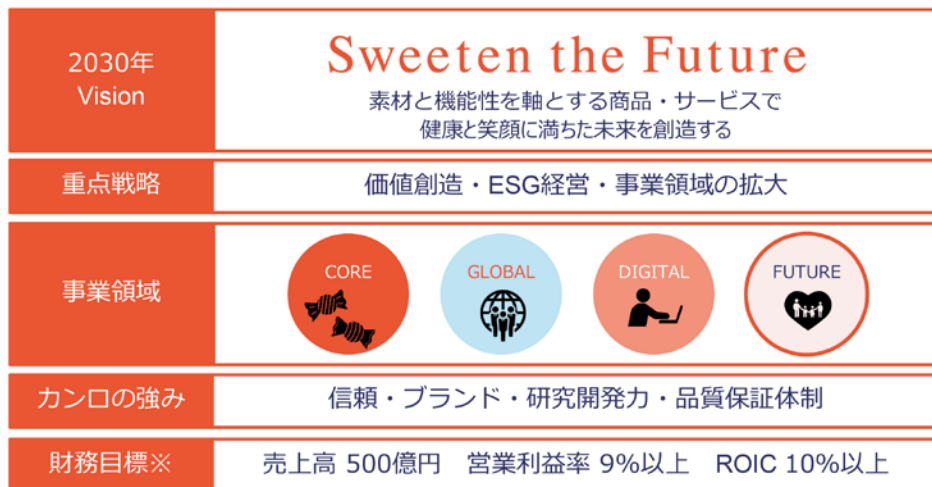 2030年
Vision
Sweeten the Future
素材と機能性を軸とする商品・サービスで
健康と笑顔に満ちた未来を創造する
重点戦略
価値創造・ESG経営・事業領域の拡大
事業領域
CORE
GLOBAL
DIGITAL
FUTURE
カンロの強み
信頼・ブランド・研究開発力・品質保証体制
財務目標※
売上高 500億円 営業利益率 9%以上 ROIC 10%以上